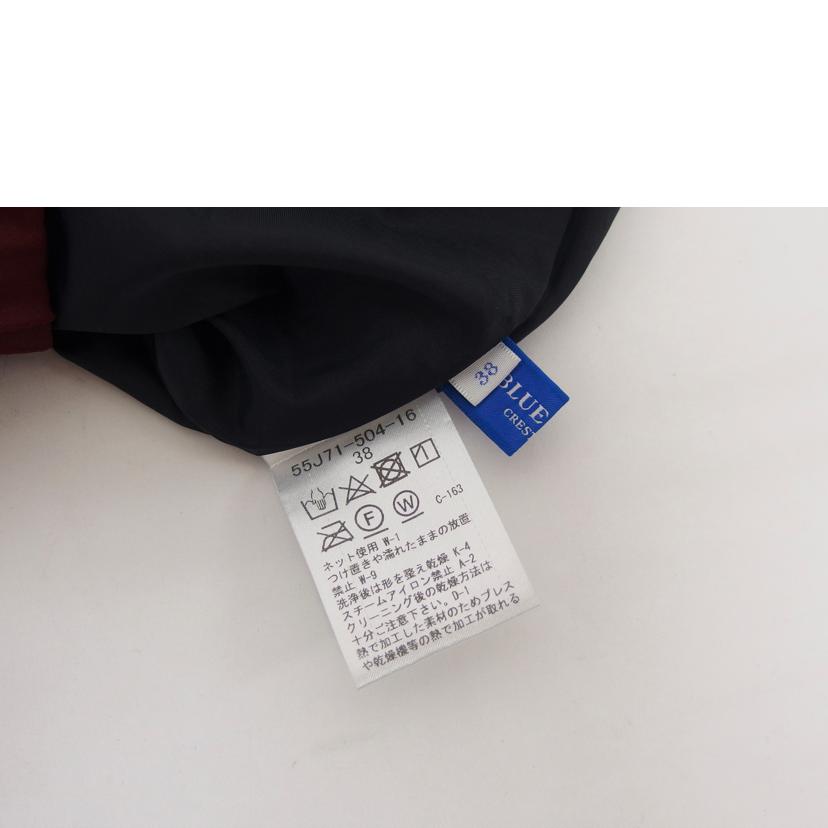 38
BLUE
CREST
55J71-504-16
38
C-163
F
W
ネット使用 W-1
つけ置きや濡れたままの放置
禁止 W-9
洗浄後は形を整え乾燥 K-4
スチームアイロン禁止 A-2
クリーニング後の乾燥方法は
十分ご注意下さい。D-1
熱で加工した素材のためプレス
や乾燥機等の熱で加工が取れる